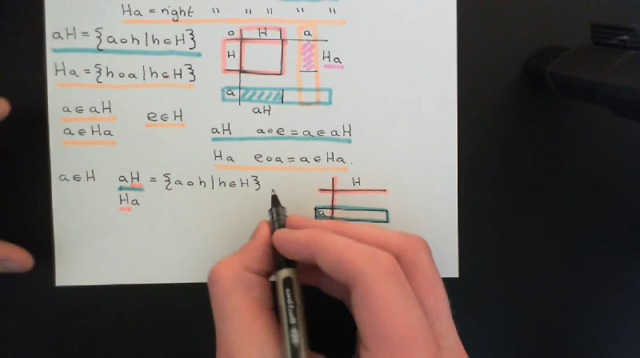 Ha = right " " " " "
aH = {a∘h | h∈H}
∘ H a
H Ha
Ha = {h∘a | h∈H}
a
aH
a∈aH
e∈H
a∈Ha
aH a∘e = a∈aH
Ha e∘a = a∈Ha.
a∈H aH = {a∘h | h∈H}
H
Ha
a